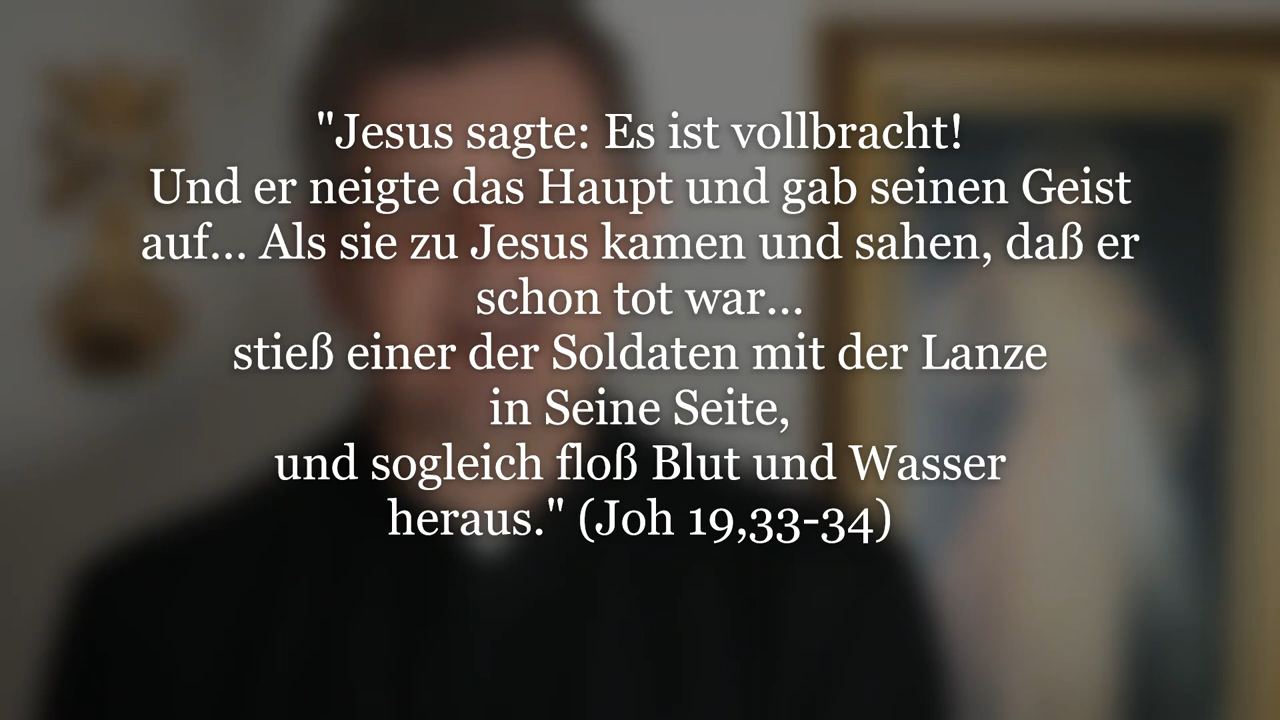 "Jesus sagte: Es ist vollbracht!
Und er neigte das Haupt und gab seinen Geist
auf... Als sie zu Jesus kamen und sahen, daß er
schon tot war...
stieß einer der Soldaten mit der Lanze
in Seine Seite,
und sogleich floß Blut und Wasser
heraus." (Joh 19,33-34)